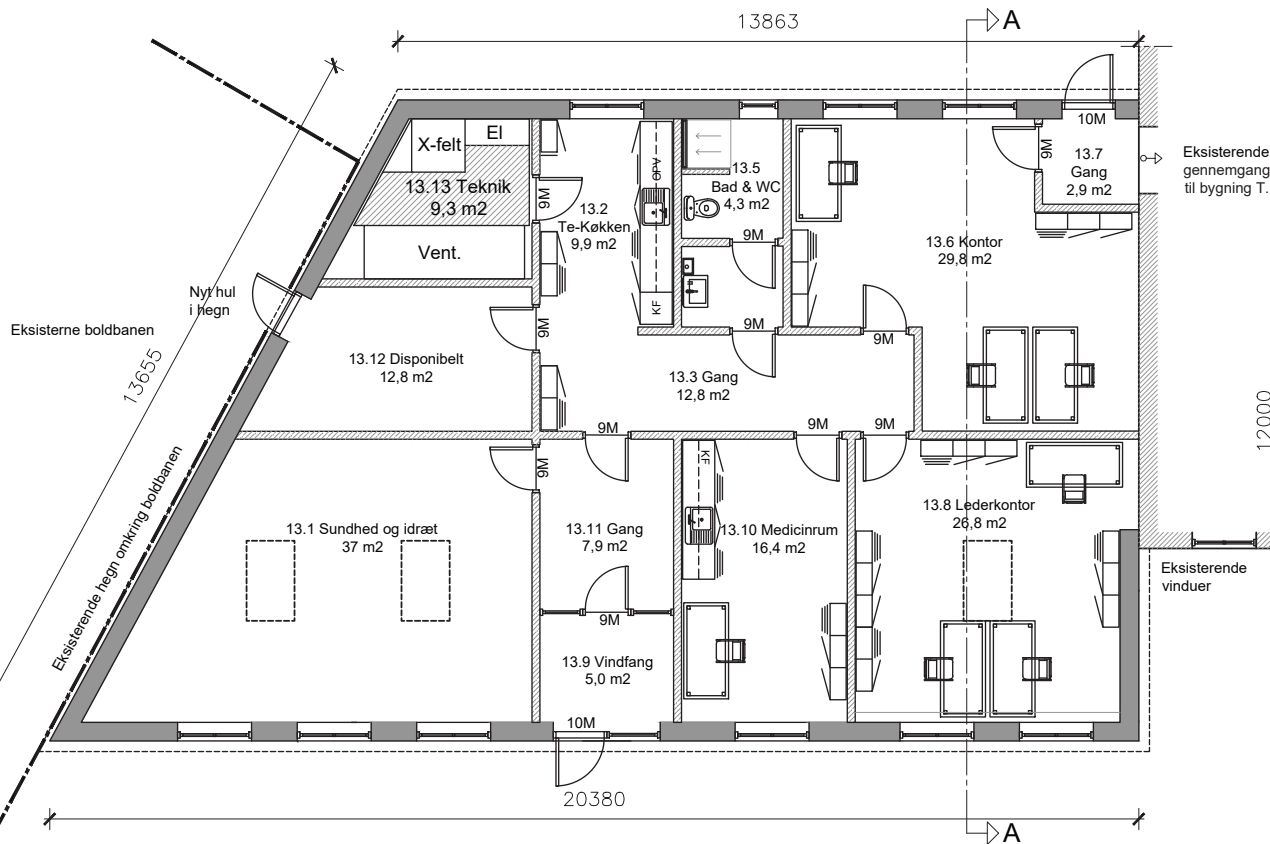 13863
A
10M
X-felt
El
13.13 Teknik
9,3 m2
Vent.
9M
13.2
Te-Køkken
9,9 m2
OPV
KF
13.5
Bad & WC
4,3 m2
9M
9M
9M
13.7
Gang
2,9 m2
Eksisterende
gennemgang
til bygning T.
13.6 Kontor
29,8 m2
9M
Nyt hul
i hegn
Eksisterne boldbanen
13655
13.12 Disponibelt
12,8 m2
9M
13.3 Gang
12,8 m2
12000
9M
9M
9M
Eksisterende hegn omkring boldbanen
13.1 Sundhed og idræt
37 m2
9M
13.11 Gang
7,9 m2
9M
KF
13.10 Medicinrum
16,4 m2
13.8 Lederkontor
26,8 m2
Eksisterende
vinduer
13.9 Vindfang
5,0 m2
10M
20380
A